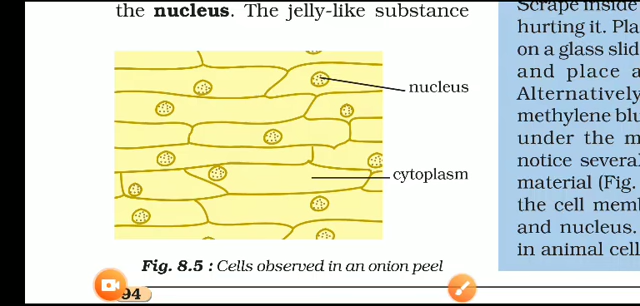 the nucleus. The jelly-like substance
nucleus
cytoplasm
Fig. 8.5 : Cells observed in an onion peel
94
Scrape inside
hurting it. Pla
on a glass slid
and place a
Alternatively
methylene blu
under the m
notice severa
material (Fig.
the cell mem
and nucleus.
in animal cell